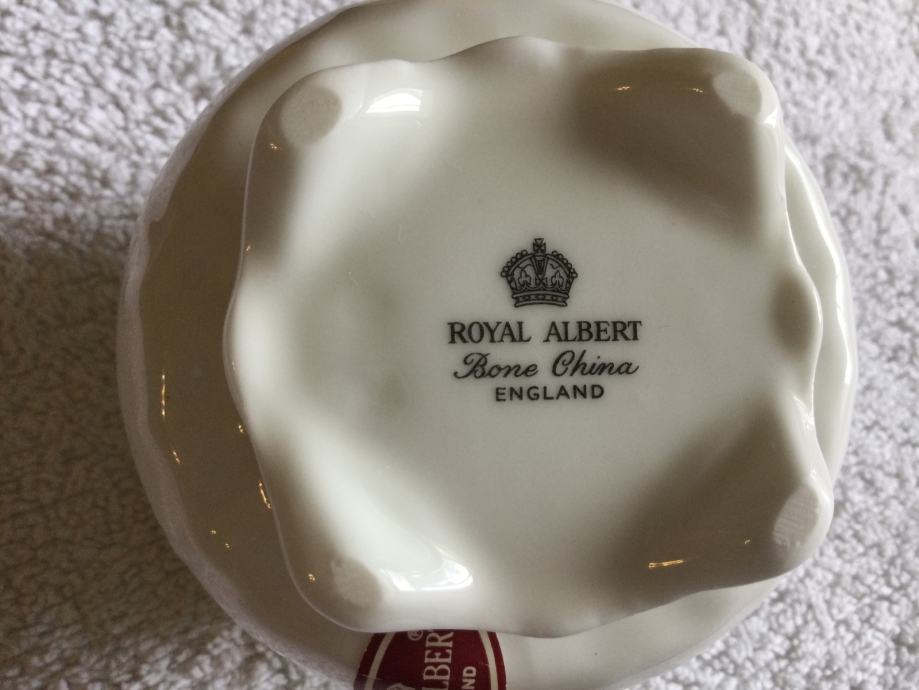 ROYAL ALBERT
Bone China
ENGLAND
®